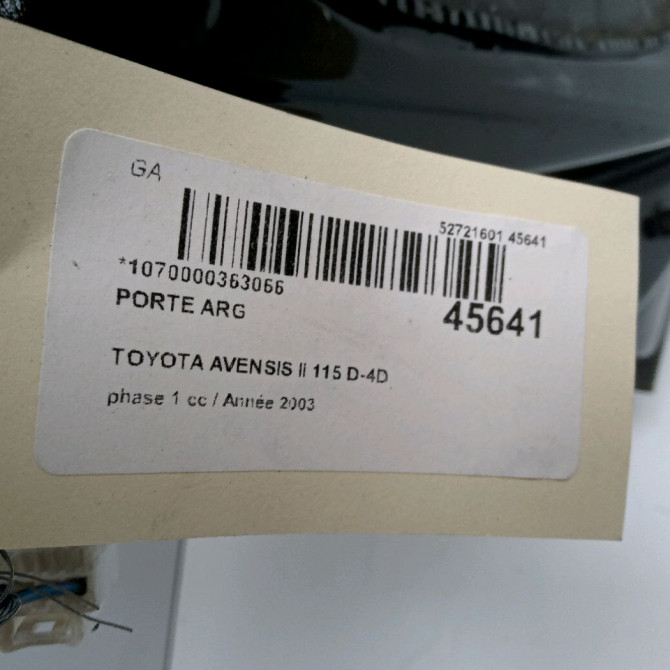 GA
52721601 45641
*1070000363066
PORTE ARG
45641
TOYOTA AVENSIS Ii 115 D-4D
phase 1 cc / Année 2003